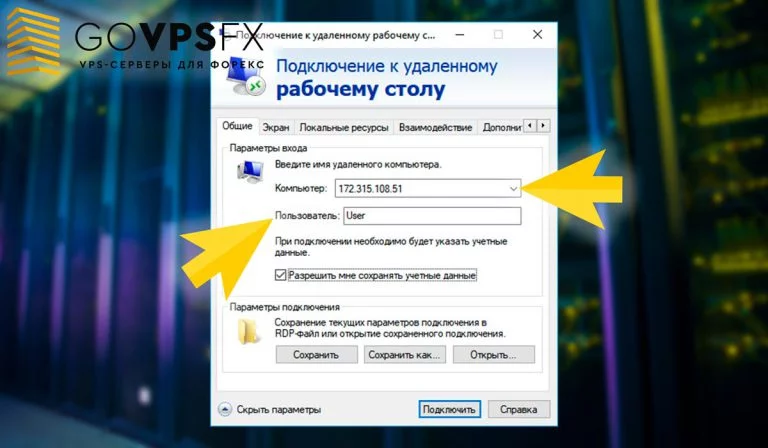 GOVPSFX
VPS-СЕРВЕРЫ ДЛЯ ФОРЕКС
Подключение к удаленному рабочему с...
Подключение к удаленному
рабочему столу
Общие Экран Локальные ресурсы Взаимодействие Дополни
Параметры входа
Введите имя удаленного компьютера.
Компьютер: 172.315.108.51
Пользователь: User
При подключении необходимо будет указать учетные
данные.
Разрешить мне сохранять учетные данные
Параметры подключения
Сохранение текущих параметров подключения в
RDP-файл или открытие сохраненного подключения.
Сохранить Сохранить как... Открыть...
Скрыть параметры Подключить Справка